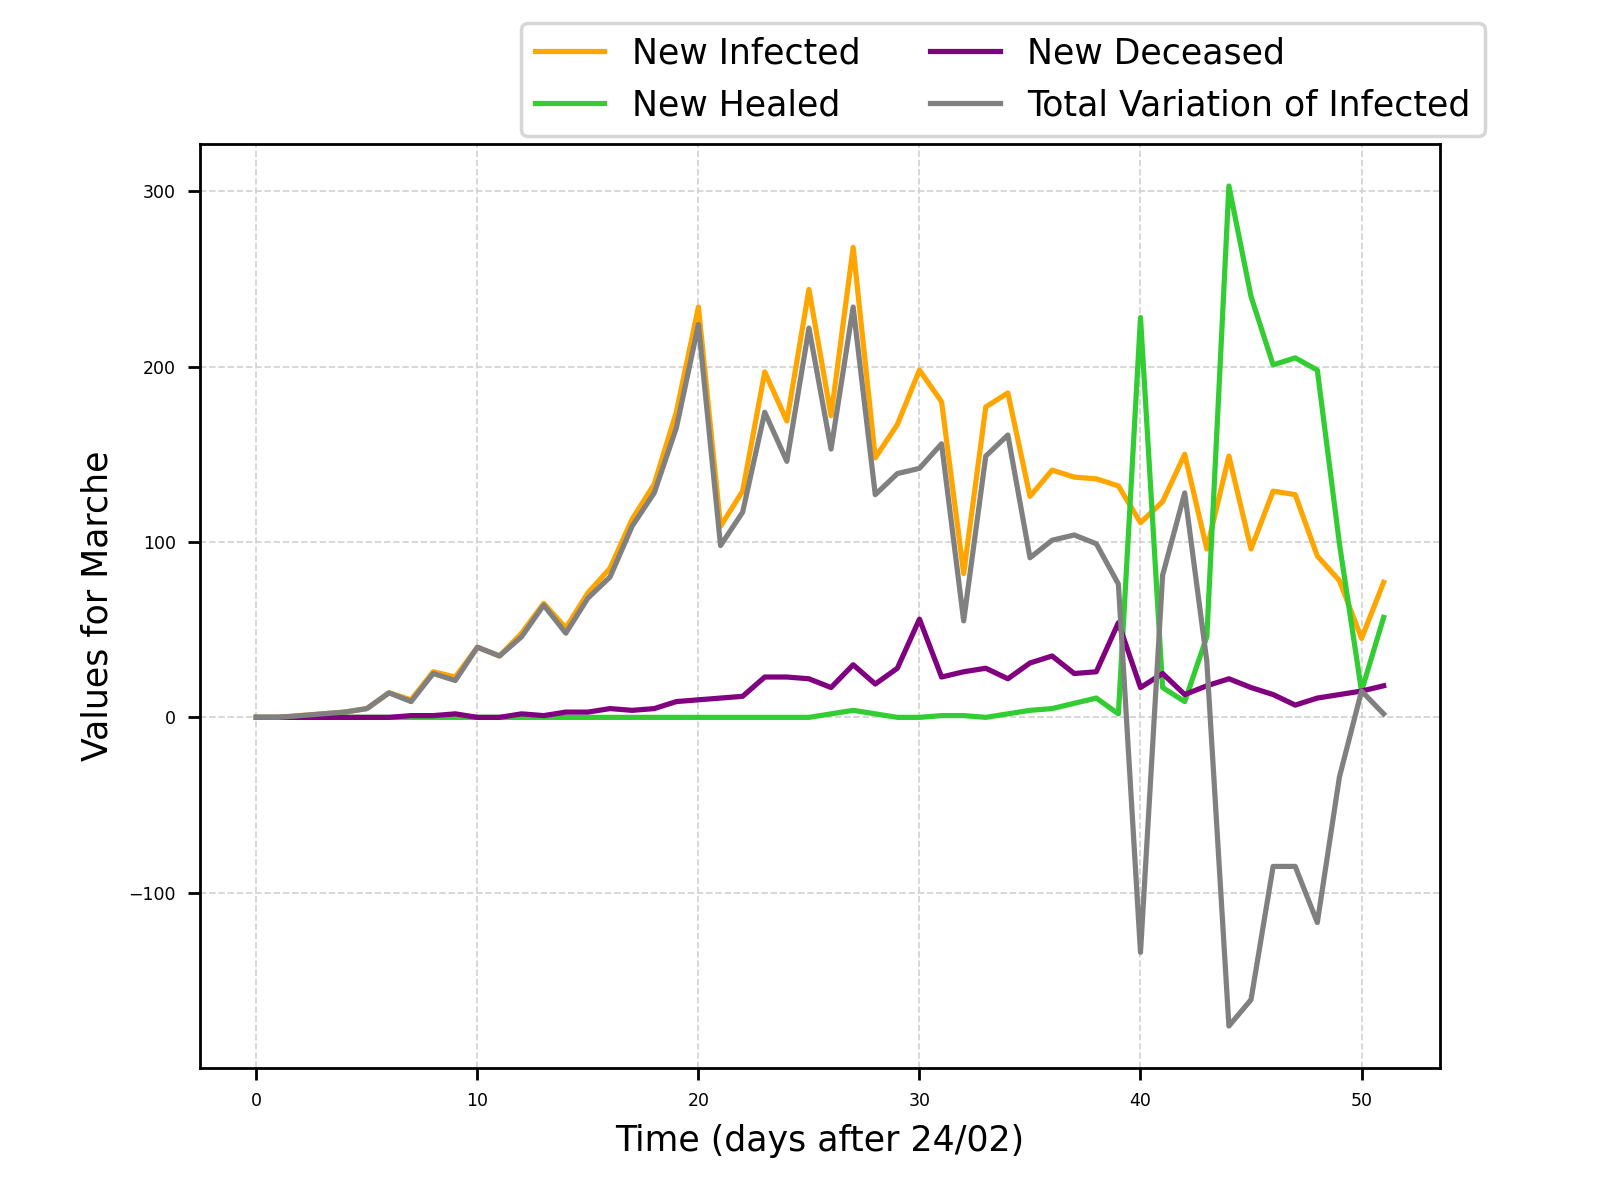 New Infected
New Healed
New Deceased
Total Variation of Infected
300
200
100
0
−100
Values for Marche
0 10 20 30 40 50
Time (days after 24/02)